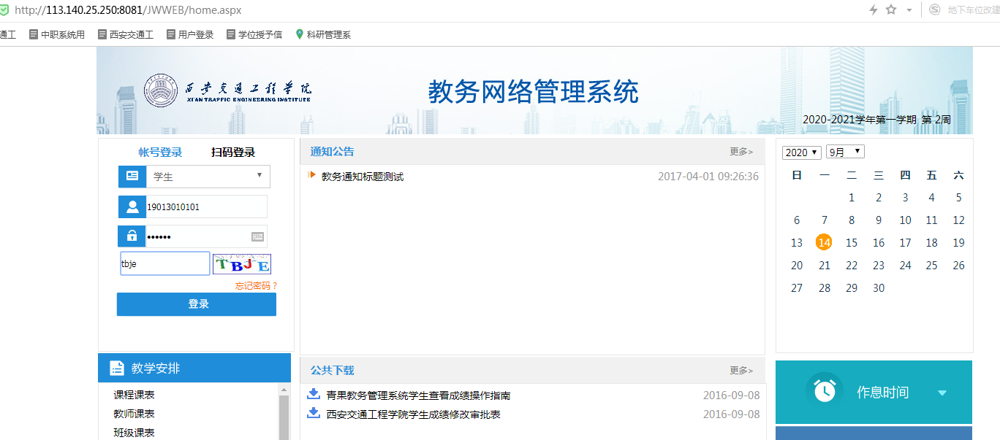 http://113.140.25.250:8081/JWWEB/home.aspx
地下车位改建
通工 中职系统用 西安交通工 用户登录 学位授予信 科研管理系
西安交通工程学院
XI'AN TRAFFIC ENGINEERING INSTITUTE
教务网络管理系统
2020-2021学年第一学期 第 2周
帐号登录 扫码登录
学生
19013010101
••••••
tbje TBJE
忘记密码？
登录
教学安排
课程课表
教师课表
班级课表
通知公告 更多>
教务通知标题测试 2017-04-01 09:26:36
公共下载 更多>
青果教务管理系统学生查看成绩操作指南 2016-09-08
西安交通工程学院学生成绩修改审批表 2016-09-08
2020 9月
日 一 二 三 四 五 六
1 2 3 4 5
6 7 8 9 10 11 12
13 14 15 16 17 18 19
20 21 22 23 24 25 26
27 28 29 30
作息时间